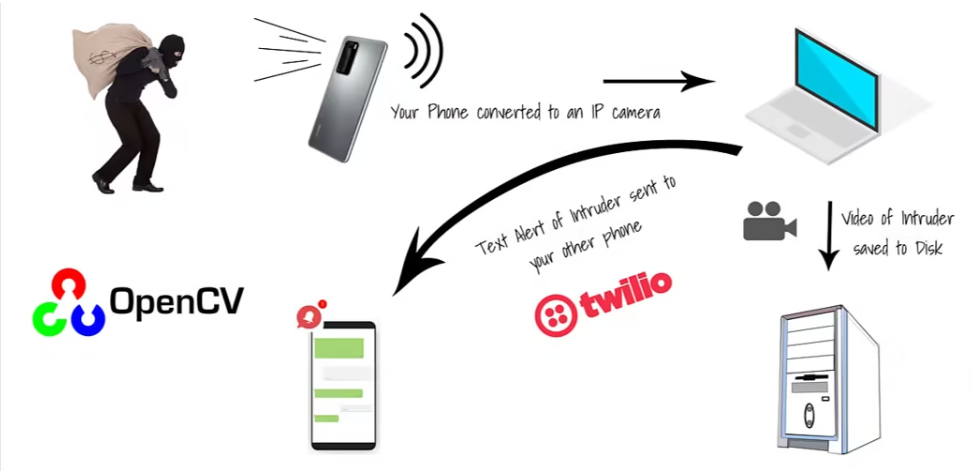 Your Phone converted to an IP camera
Text Alert of Intruder sent to
your other phone
Video of Intruder
saved to Disk
OpenCV
twilio